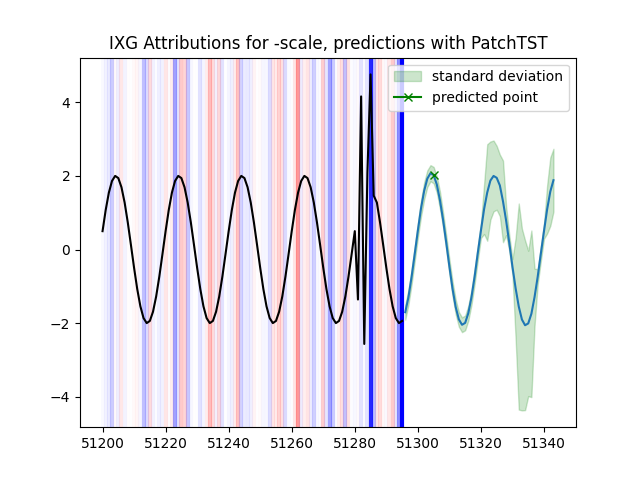 IXG Attributions for -scale, predictions with PatchTST
standard deviation
predicted point
4
2
0
−2
−4
51200 51220 51240 51260 51280 51300 51320 51340